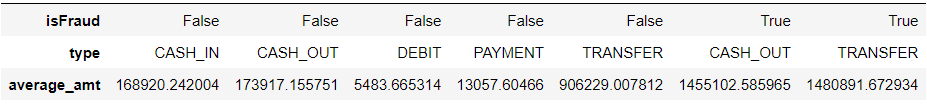 isFraud False False False False False True True
type CASH_IN CASH_OUT DEBIT PAYMENT TRANSFER CASH_OUT TRANSFER
average_amt 168920.242004 173917.155751 5483.665314 13057.60466 906229.007812 1455102.585965 1480891.672934